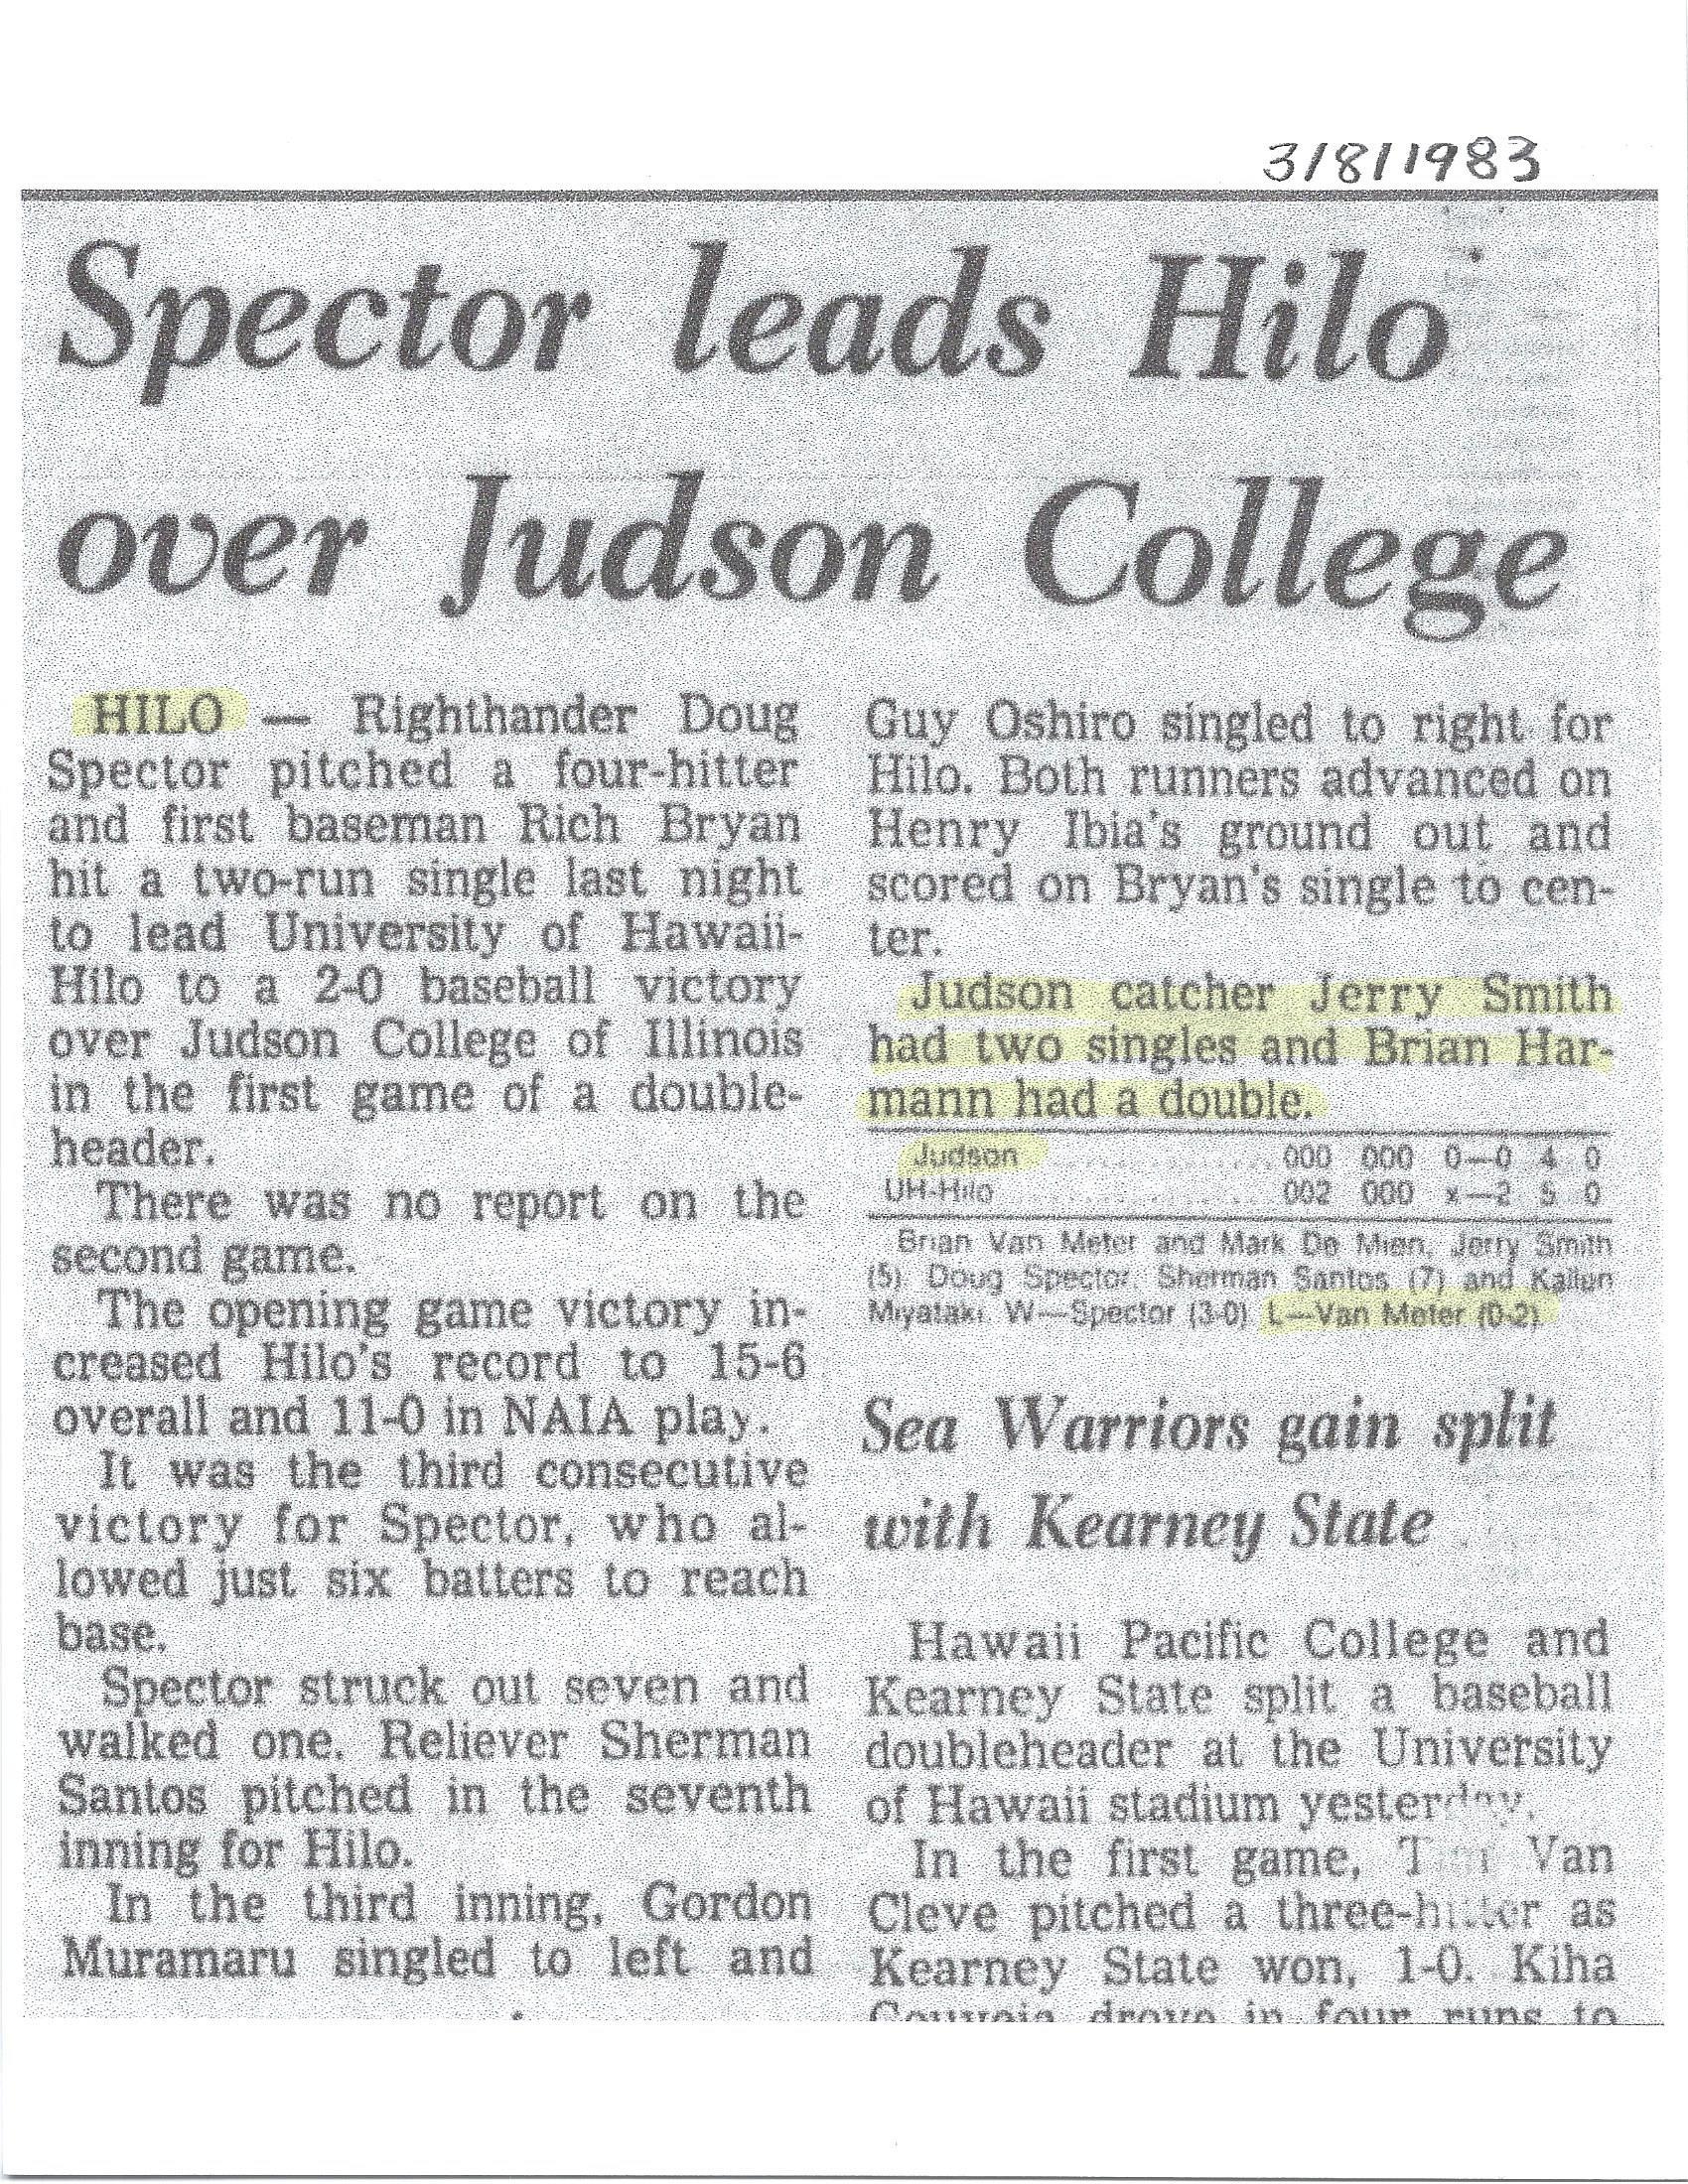 3/8/1983
Spector leads Hilo
over Judson College
HILO — Righthander Doug
Spector pitched a four-hitter
and first baseman Rich Bryan
hit a two-run single last night
to lead University of Hawaii-
Hilo to a 2-0 baseball victory
over Judson College of Illinois
in the first game of a double-
header.
There was no report on the
second game.
The opening game victory in-
creased Hilo's record to 15-6
overall and 11-0 in NAIA play.
It was the third consecutive
victory for Spector, who al-
lowed just six batters to reach
base.
Spector struck out seven and
walked one. Reliever Sherman
Santos pitched in the seventh
inning for Hilo.
In the third inning, Gordon
Muramaru singled to left and
Guy Oshiro singled to right for
Hilo. Both runners advanced on
Henry Ibia's ground out and
scored on Bryan's single to cen-
ter.
Judson catcher Jerry Smith
had two singles and Brian Har-
mann had a double.
Judson 000 000 0—0 4 0
UH-Hilo 002 000 x—2 5 0
Brian Van Meter and Mark De Mien, Jerry Smith
(5). Doug Spector, Sherman Santos (7) and
Miyataki. W—Spector (3-0). L—Van Meter (0-2)
Sea Warriors gain split
with Kearney State
Hawaii Pacific College and
Kearney State split a baseball
doubleheader at the University
of Hawaii stadium yesterday.
In the first game, Van
Cleve pitched a three-hitter as
Kearney State won, 1-0. Kiha
drove in four runs to